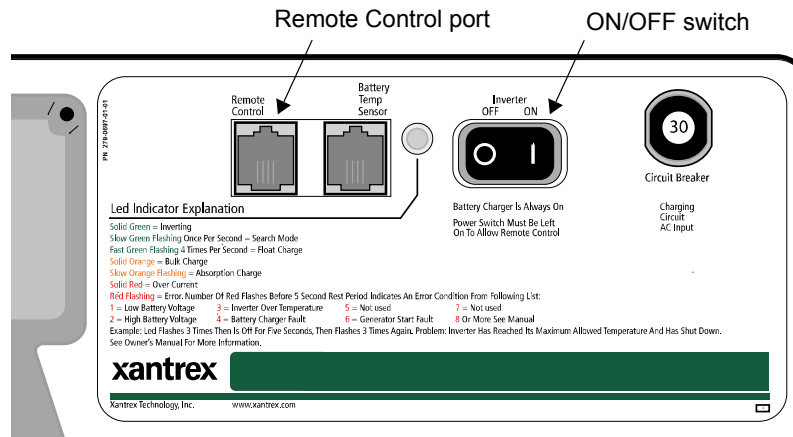 Remote Control port
ON/OFF switch
PN 270-0097-01-01
Remote
Control
Battery
Temp
Sensor
Inverter
OFF ON
30
Circuit Breaker
Battery Charger Is Always On
Power Switch Must Be Left
On To Allow Remote Control
Charging
Circuit
AC Input
Led Indicator Explanation
Solid Green = Inverting
Slow Green Flashing Once Per Second = Search Mode
Fast Green Flashing 4 Times Per Second = Float Charge
Solid Orange = Bulk Charge
Slow Orange Flashing = Absorption Charge
Solid Red = Over Current
Red Flashing = Error. Number Of Red Flashes Before 5 Second Rest Period Indicates An Error Condition From Following List:
1 = Low Battery Voltage 3 = Inverter Over Temperature 5 = Not used 7 = Not used
2 = High Battery Voltage 4 = Battery Charger Fault 6 = Generator Start Fault 8 Or More See Manual
Example: Led Flashes 3 Times Then Is Off For Five Seconds, Then Flashes 3 Times Again. Problem: Inverter Has Reached Its Maximum Allowed Temperature And Has Shut Down.
See Owner's Manual For More Information.
xantrex
Xantrex Technology, Inc. www.xantrex.com